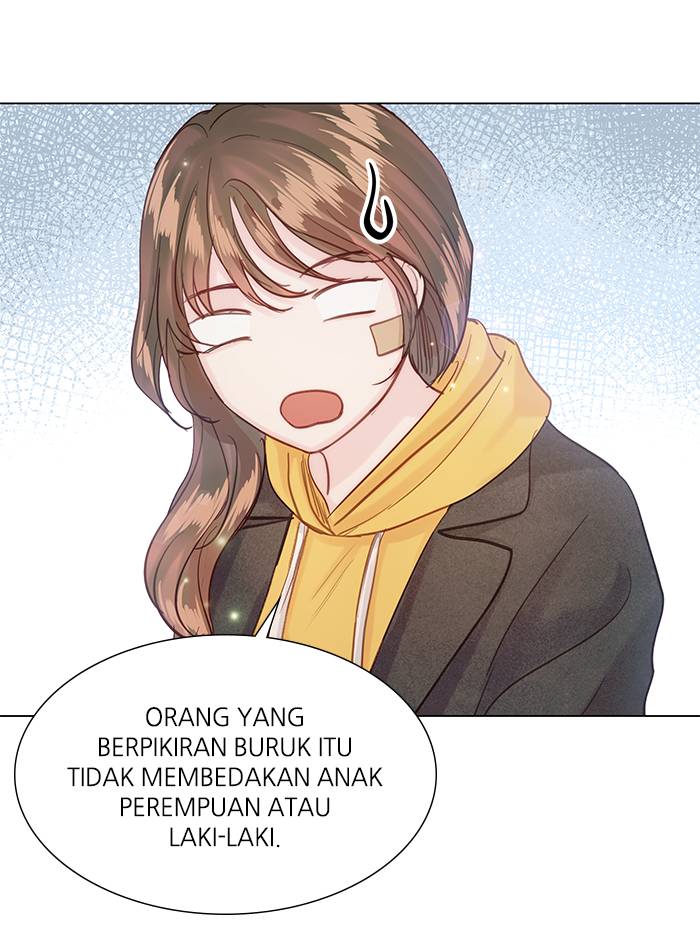 ORANG YANG
BERPIKIRAN BURUK ITU
TIDAK MEMBEDAKAN ANAK
PEREMPUAN ATAU
LAKI-LAKI.